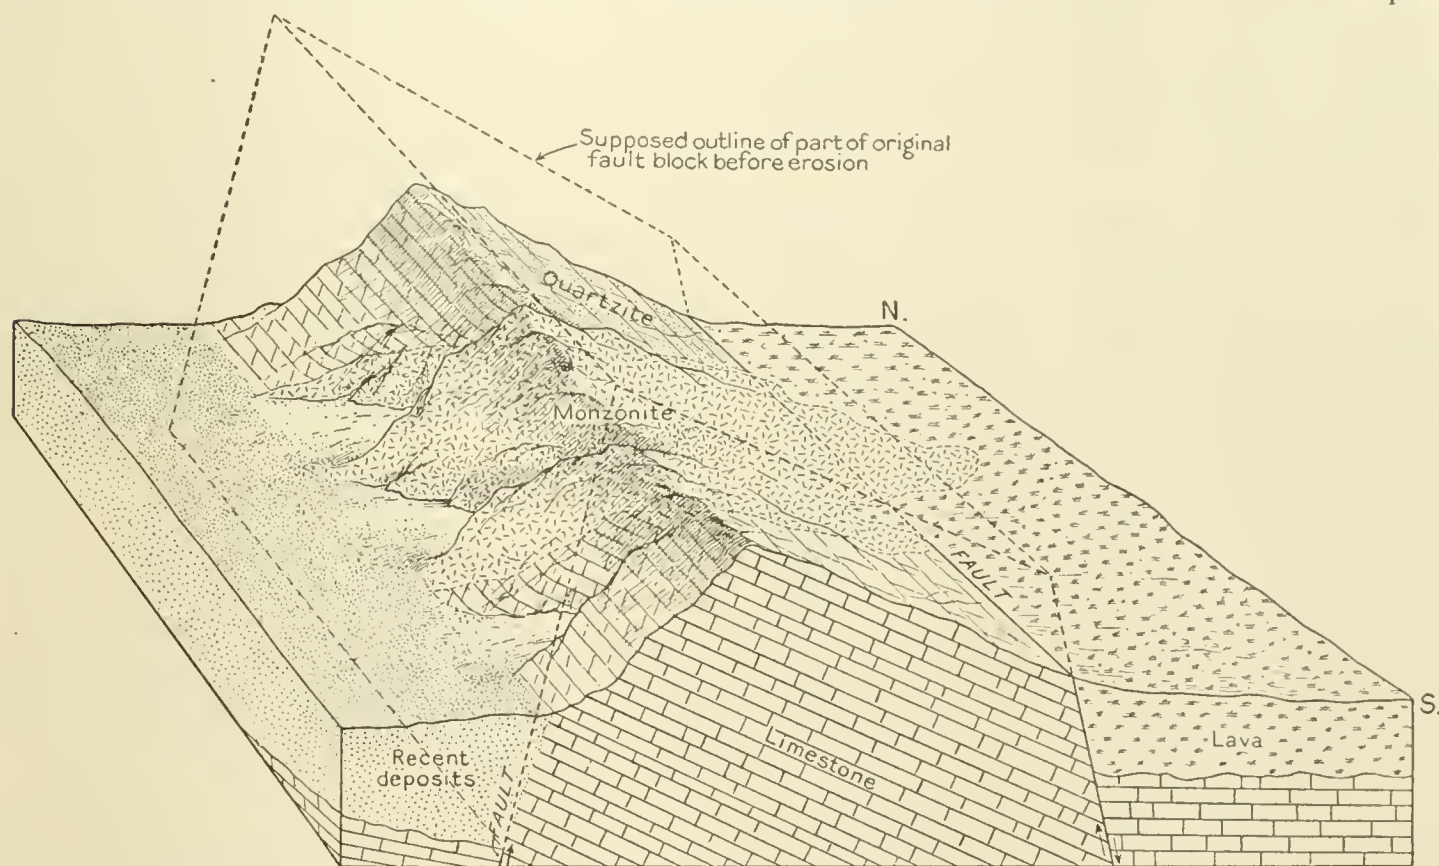 Supposed outline of part of original
fault block before erosion
Quartzite
N.
Monzonite
FAULT
S.
Lava
Limestone
Recent
deposits
FAULT